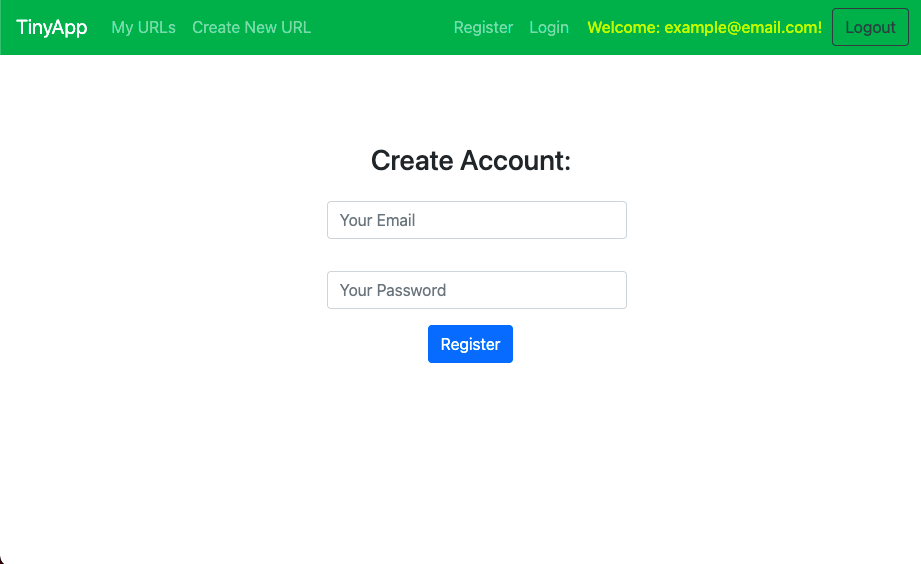 TinyApp My URLs Create New URL Register Login Welcome: example@email.com! Logout
Create Account:
Your Email
Your Password
Register